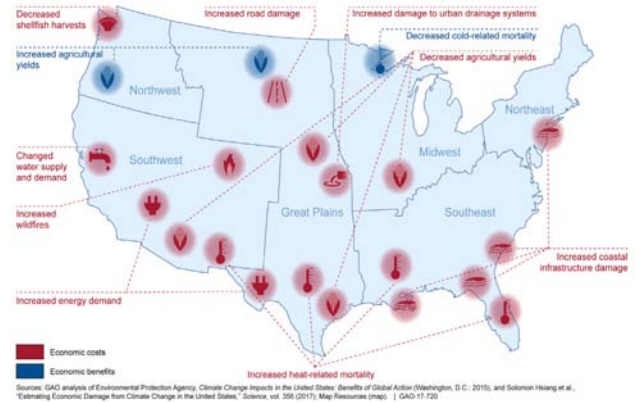 Decreased
shellfish harvests
Increased road damage
Increased damage to urban drainage systems
Decreased cold-related mortality
Increased agricultural
yields
Decreased agricultural yields
Northwest
Northeast
Changed
water supply
and demand
Southwest
Midwest
Increased
wildfires
Great Plains
Southeast
Increased coastal
infrastructure damage
Increased energy demand
Increased heat-related mortality
Economic costs
Economic benefits
Sources: GAO analysis of Environmental Protection Agency, Climate Change Impacts in the United States: Benefits of Global Action (Washington, D.C.: 2015), and Solomon Hsiang et al.,
"Estimating Economic Damage from Climate Change in the United States," Science, vol. 356 (2017); Map Resources (map). | GAO-17-720